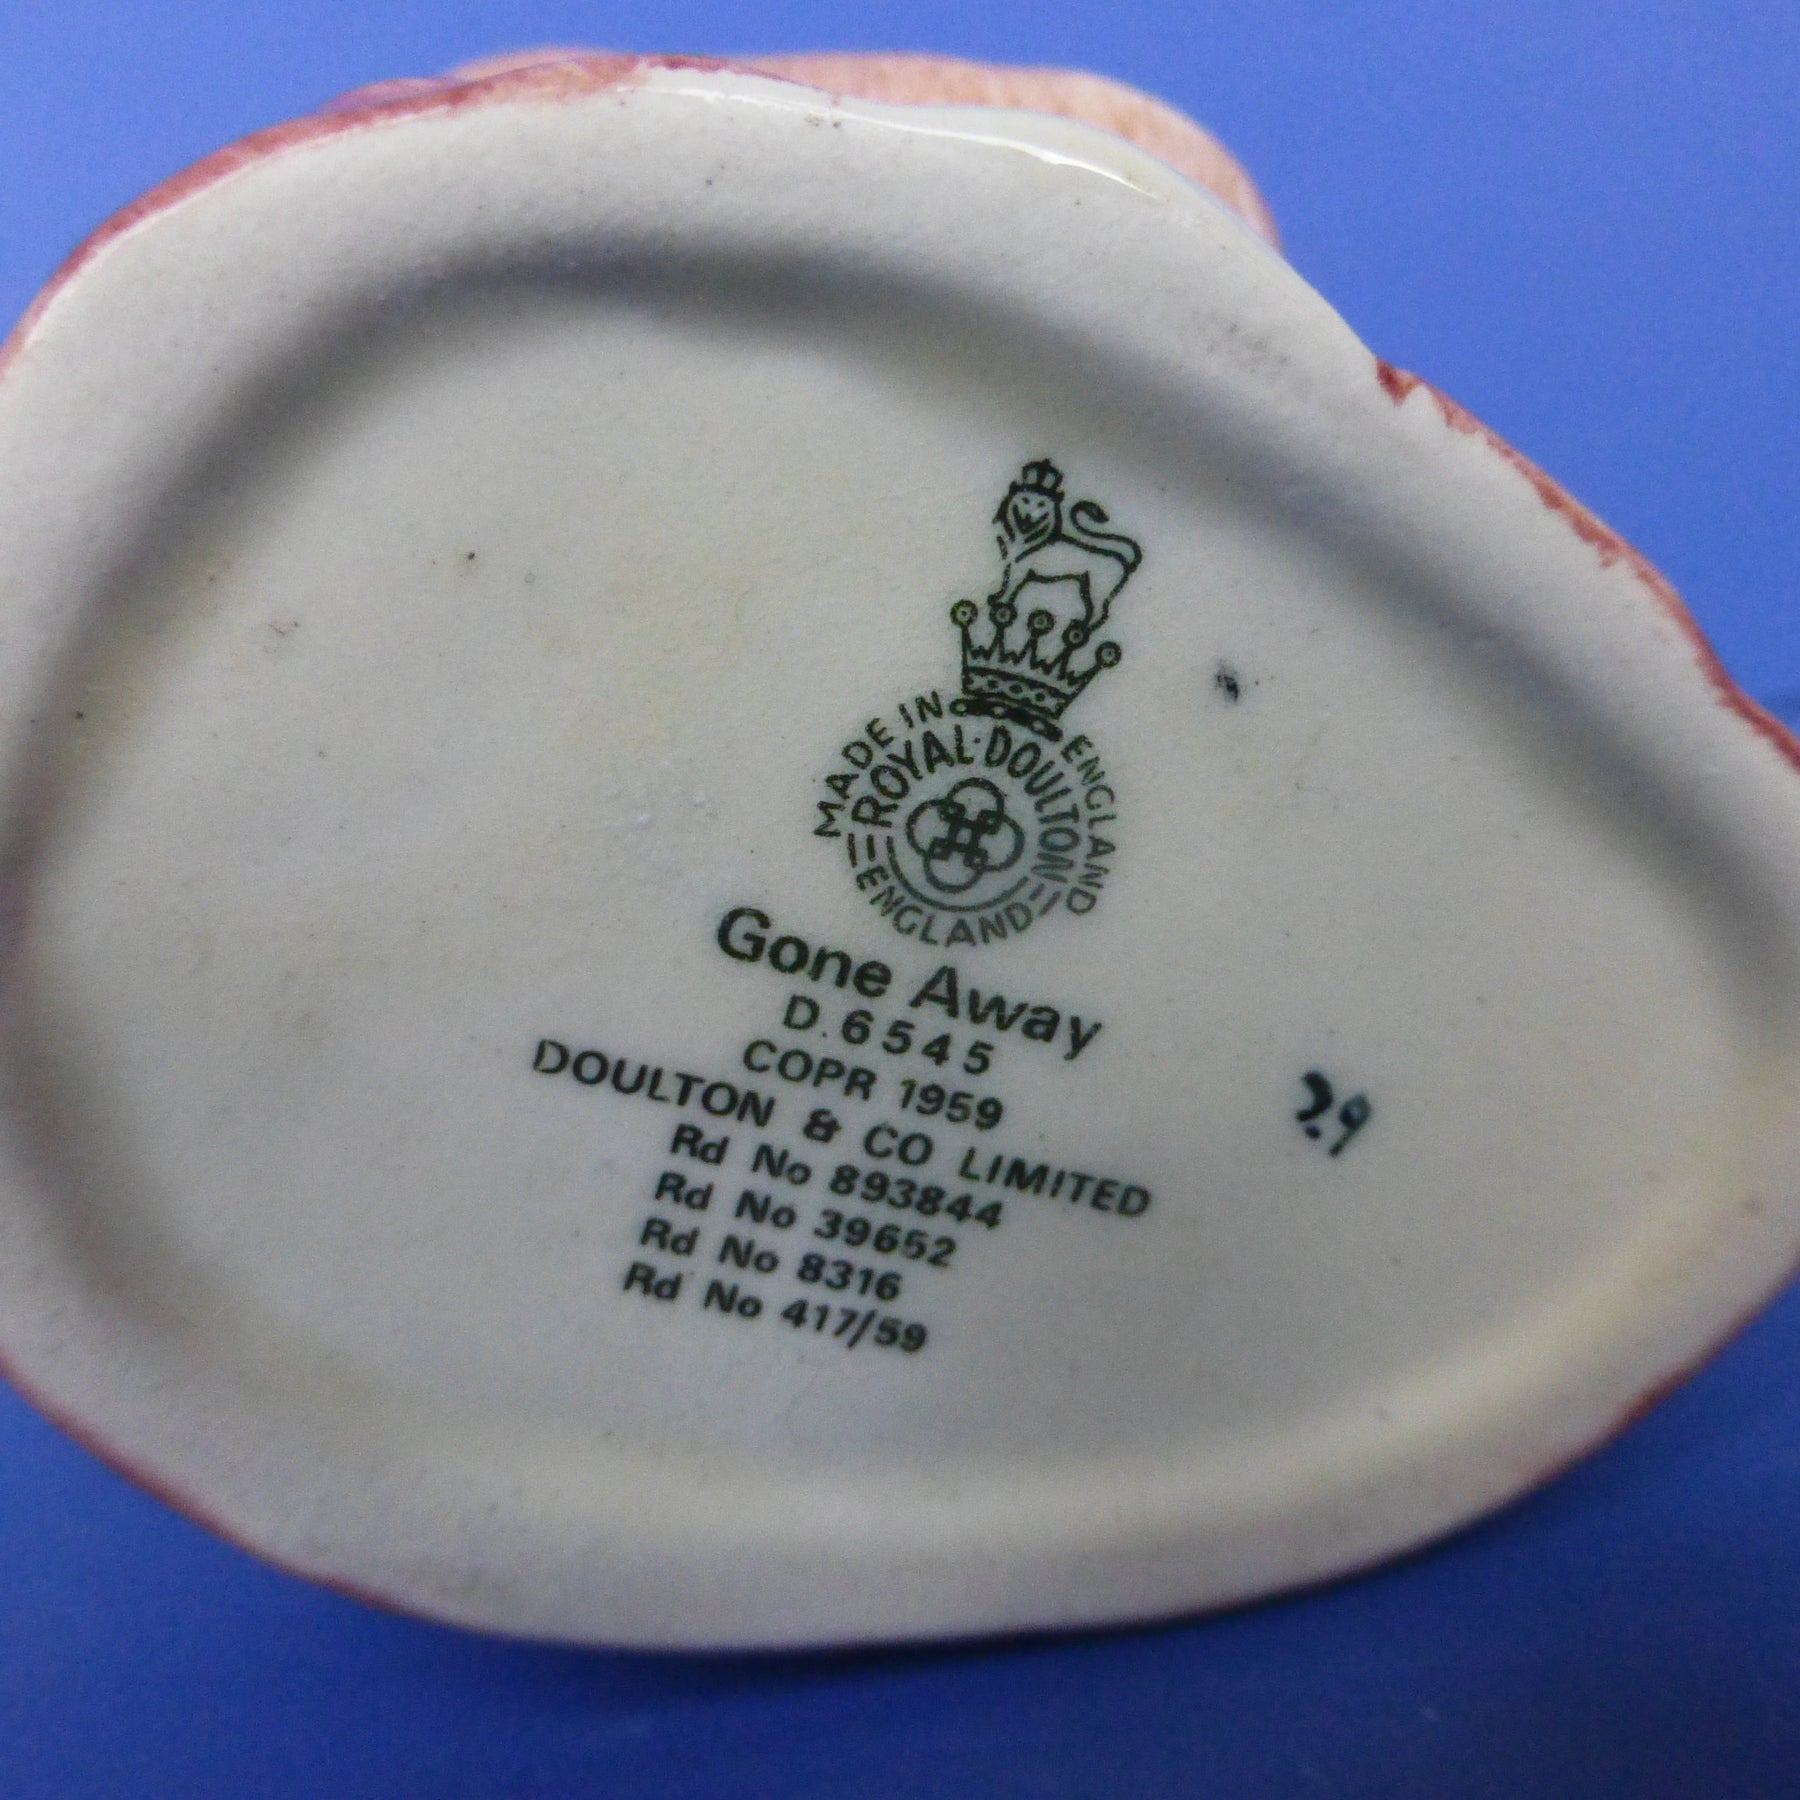 MADE IN ENGLAND
ROYAL·DOULTON
ENGLAND
Gone Away
D.6545
COPR 1959
DOULTON & CO LIMITED
Rd No 893844
Rd No 39652
Rd No 8316
Rd No 417/59